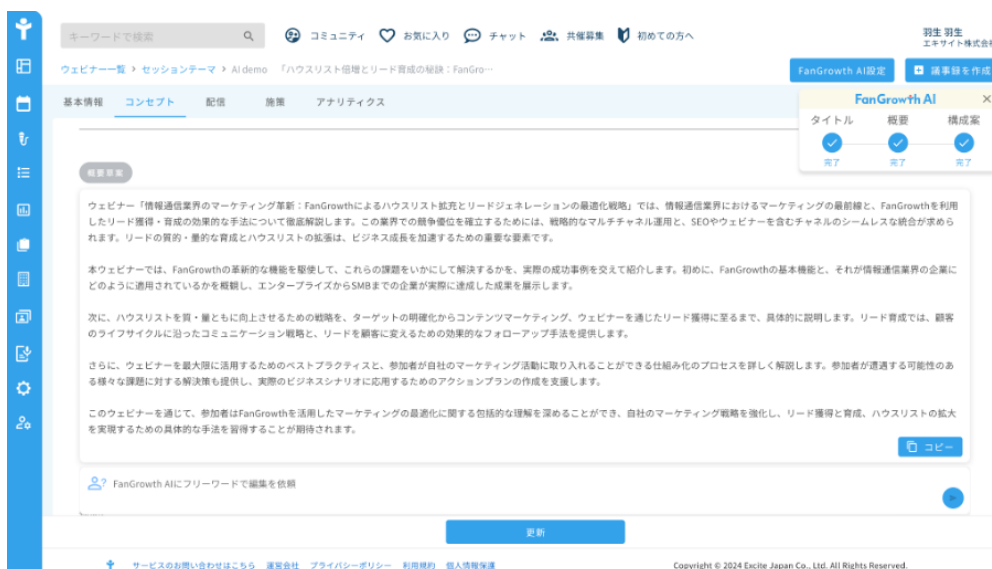 キーワードで検索
コミュニティ
お気に入り
チャット
共催募集
初めての方へ
羽生 羽生
エキサイト株式会社
ウェビナー一覧 > セッションテーマ > AI demo 「ハウスリスト倍増とリード育成の秘訣：FanGro…
FanGrowth AI設定
議事録を作成
基本情報 コンセプト 配信 施策 アナリティクス
FanGrowth AI
タイトル 概要 構成案
完了 完了 完了
概要草案
ウェビナー「情報通信業界のマーケティング革新：FanGrowthによるハウスリスト拡充とリードジェネレーションの最適化戦略」では、情報通信業界におけるマーケティングの最前線と、FanGrowthを利用
したリード獲得・育成の効果的な手法について徹底解説します。この業界での競争優位を確立するためには、戦略的なマルチチャネル運用と、SEOやウェビナーを含むチャネルのシームレスな統合が求めら
れます。リードの質的・量的な育成とハウスリストの拡張は、ビジネス成長を加速するための重要な要素です。
本ウェビナーでは、FanGrowthの革新的な機能を駆使して、これらの課題をいかにして解決するかを、実際の成功事例を交えて紹介します。初めに、FanGrowthの基本機能と、それが情報通信業界の企業に
どのように適用されているかを概観し、エンタープライズからSMBまでの企業が実際に達成した成果を展示します。
次に、ハウスリストを質・量ともに向上させるための戦略を、ターゲットの明確化からコンテンツマーケティング、ウェビナーを通じたリード獲得に至るまで、具体的に説明します。リード育成では、顧客
のライフサイクルに沿ったコミュニケーション戦略と、リードを顧客に変えるための効果的なフォローアップ手法を提供します。
さらに、ウェビナーを最大限に活用するためのベストプラクティスと、参加者が自社のマーケティング活動に取り入れることができる仕組み化のプロセスを詳しく解説します。参加者が遭遇する可能性のあ
る様々な課題に対する解決策も提供し、実際のビジネスシナリオに応用するためのアクションプランの作成を支援します。
このウェビナーを通じて、参加者はFanGrowthを活用したマーケティングの最適化に関する包括的な理解を深めることができ、自社のマーケティング戦略を強化し、リード獲得と育成、ハウスリストの拡大
を実現するための具体的な手法を習得することが期待されます。
コピー
FanGrowth AIにフリーワードで編集を依頼
更新
サービスのお問い合わせはこちら 運営会社 プライバシーポリシー 利用規約 個人情報保護
Copyright © 2024 Excite Japan Co., Ltd. All Rights Reserved.